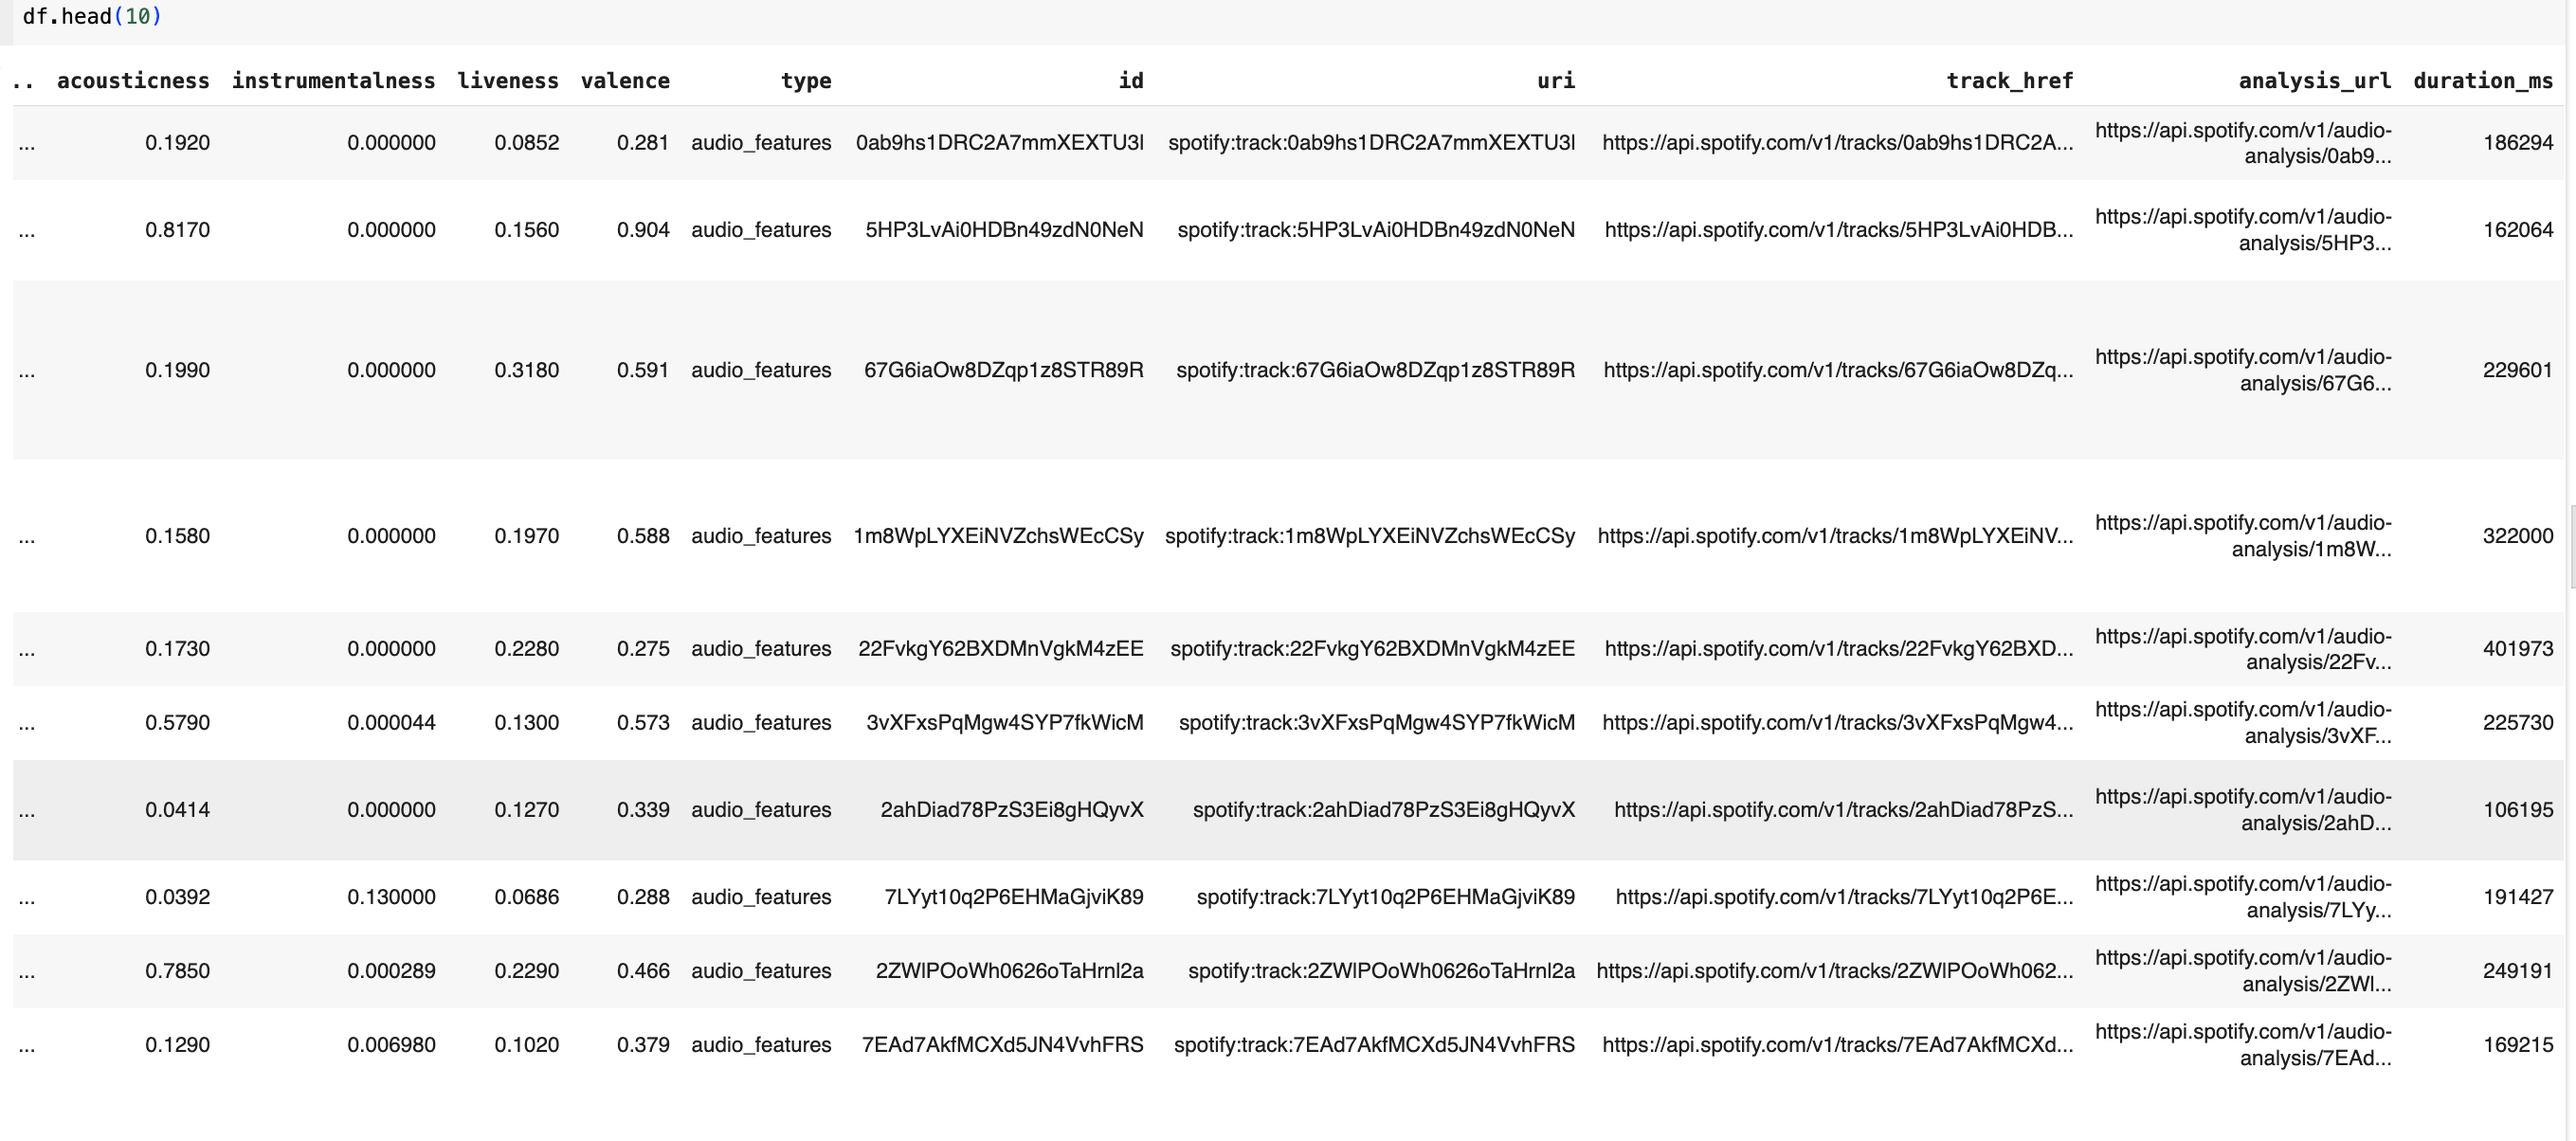 df.head(10)
.. acousticness instrumentalness liveness valence type id uri track_href analysis_url duration_ms
... 0.1920 0.000000 0.0852 0.281 audio_features 0ab9hs1DRC2A7mmXEXTU3l spotify:track:0ab9hs1DRC2A7mmXEXTU3l https://api.spotify.com/v1/tracks/0ab9hs1DRC2A... https://api.spotify.com/v1/audio-
analysis/0ab9... 186294
... 0.8170 0.000000 0.1560 0.904 audio_features 5HP3LvAi0HDBn49zdN0NeN spotify:track:5HP3LvAi0HDBn49zdN0NeN https://api.spotify.com/v1/tracks/5HP3LvAi0HDB... https://api.spotify.com/v1/audio-
analysis/5HP3... 162064
... 0.1990 0.000000 0.3180 0.591 audio_features 67G6iaOw8DZqp1z8STR89R spotify:track:67G6iaOw8DZqp1z8STR89R https://api.spotify.com/v1/tracks/67G6iaOw8DZq... https://api.spotify.com/v1/audio-
analysis/67G6... 229601
... 0.1580 0.000000 0.1970 0.588 audio_features 1m8WpLYXEiNVZchsWEcCSy spotify:track:1m8WpLYXEiNVZchsWEcCSy https://api.spotify.com/v1/tracks/1m8WpLYXEiNV... https://api.spotify.com/v1/audio-
analysis/1m8W... 322000
... 0.1730 0.000000 0.2280 0.275 audio_features 22FvkgY62BXDMnVgkM4zEE spotify:track:22FvkgY62BXDMnVgkM4zEE https://api.spotify.com/v1/tracks/22FvkgY62BXD... https://api.spotify.com/v1/audio-
analysis/22Fv... 401973
... 0.5790 0.000044 0.1300 0.573 audio_features 3vXFxsPqMgw4SYP7fkWicM spotify:track:3vXFxsPqMgw4SYP7fkWicM https://api.spotify.com/v1/tracks/3vXFxsPqMgw4... https://api.spotify.com/v1/audio-
analysis/3vXF... 225730
... 0.0414 0.000000 0.1270 0.339 audio_features 2ahDiad78PzS3Ei8gHQyvX spotify:track:2ahDiad78PzS3Ei8gHQyvX https://api.spotify.com/v1/tracks/2ahDiad78PzS... https://api.spotify.com/v1/audio-
analysis/2ahD... 106195
... 0.0392 0.130000 0.0686 0.288 audio_features 7LYyt10q2P6EHMaGjviK89 spotify:track:7LYyt10q2P6EHMaGjviK89 https://api.spotify.com/v1/tracks/7LYyt10q2P6E... https://api.spotify.com/v1/audio-
analysis/7LYy... 191427
... 0.7850 0.000289 0.2290 0.466 audio_features 2ZWlPOoWh0626oTaHrnl2a spotify:track:2ZWlPOoWh0626oTaHrnl2a https://api.spotify.com/v1/tracks/2ZWlPOoWh062... https://api.spotify.com/v1/audio-
analysis/2ZWl... 249191
... 0.1290 0.006980 0.1020 0.379 audio_features 7EAd7AkfMCXd5JN4VvhFRS spotify:track:7EAd7AkfMCXd5JN4VvhFRS https://api.spotify.com/v1/tracks/7EAd7AkfMCXd... https://api.spotify.com/v1/audio-
analysis/7EAd... 169215